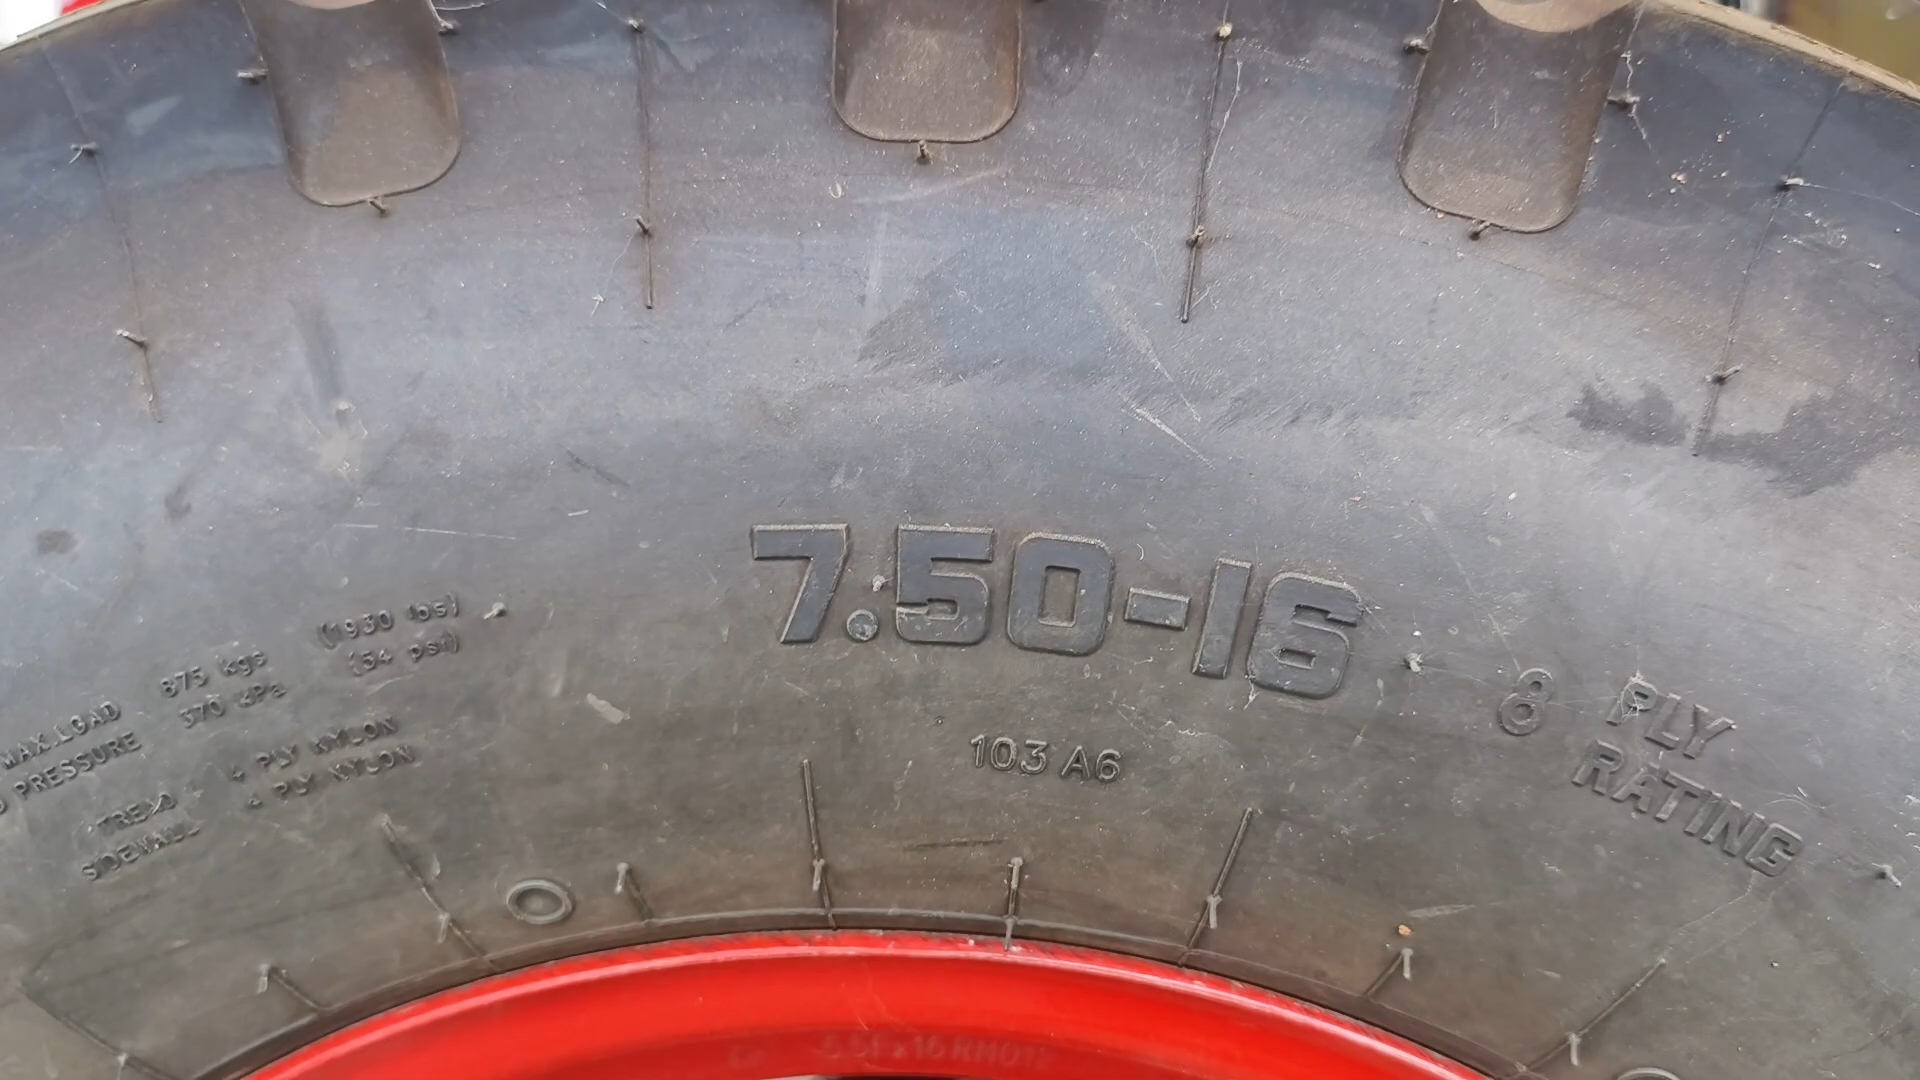 7.50-16
103 A6
8 PLY
RATING
MAX.LOAD 875 kgs (1930 lbs)
PRESSURE 370 KPa (54 psi)
TREAD 4 PLY NYLON
SIDEWALL 4 PLY NYLON